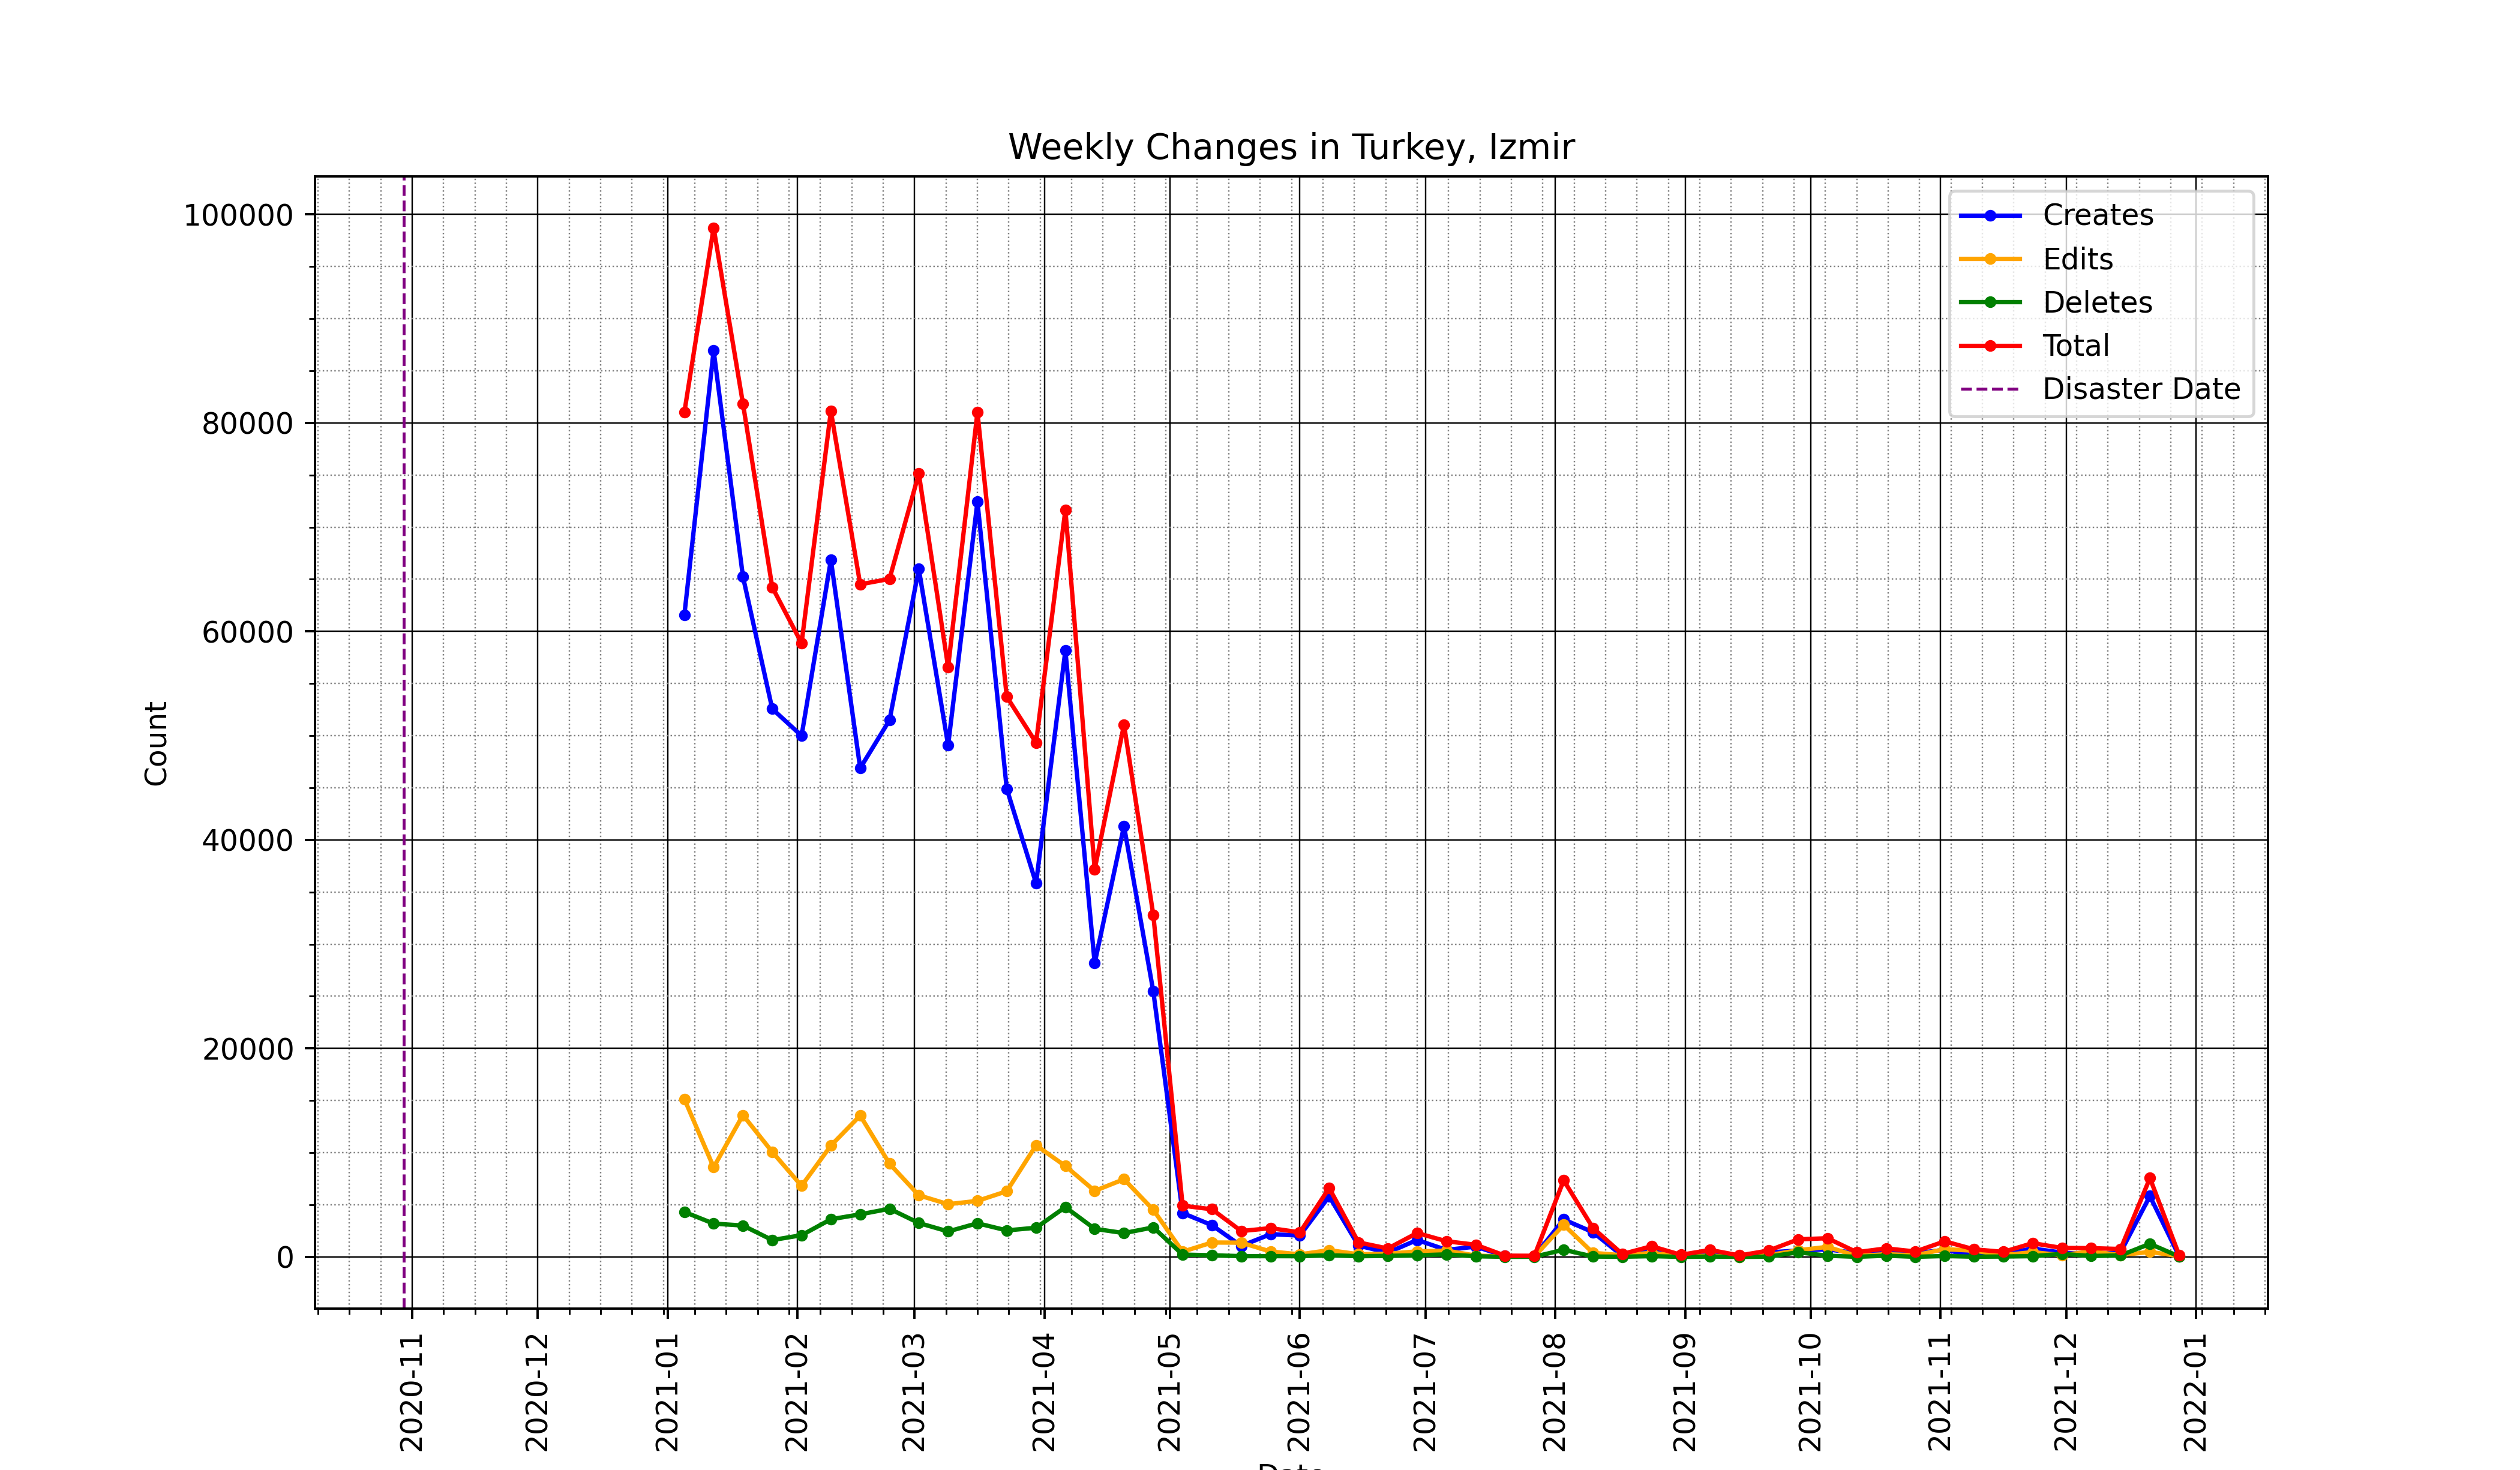 Weekly Changes in Turkey, Izmir
100000
80000
60000
40000
20000
0
Count
Creates
Edits
Deletes
Total
Disaster Date
2020-11
2020-12
2021-01
2021-02
2021-03
2021-04
2021-05
2021-06
2021-07
2021-08
2021-09
2021-10
2021-11
2021-12
2022-01
Date